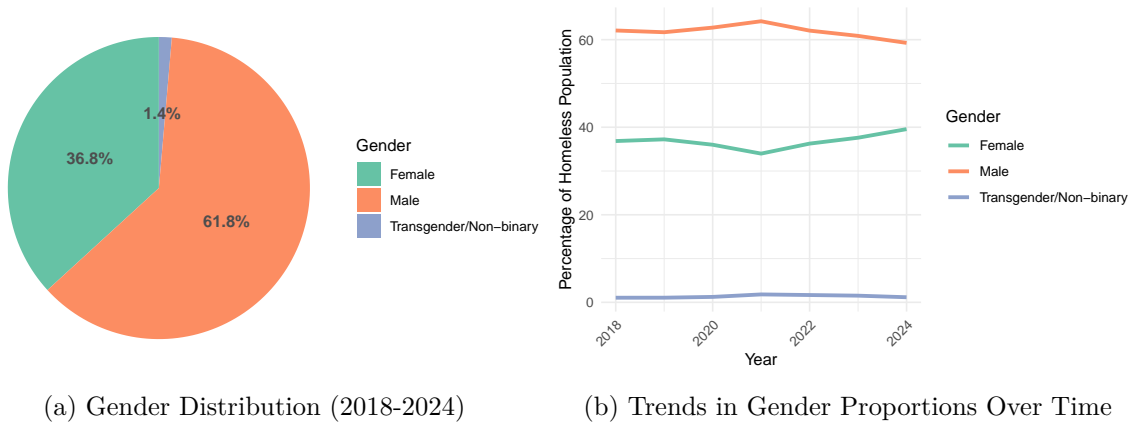 1.4%
36.8%
61.8%
Gender
Female
Male
Transgender/Non−binary
(a) Gender Distribution (2018-2024)
Percentage of Homeless Population
60
40
20
0
2018
2020
2022
2024
Year
Gender
Female
Male
Transgender/Non−binary
(b) Trends in Gender Proportions Over Time